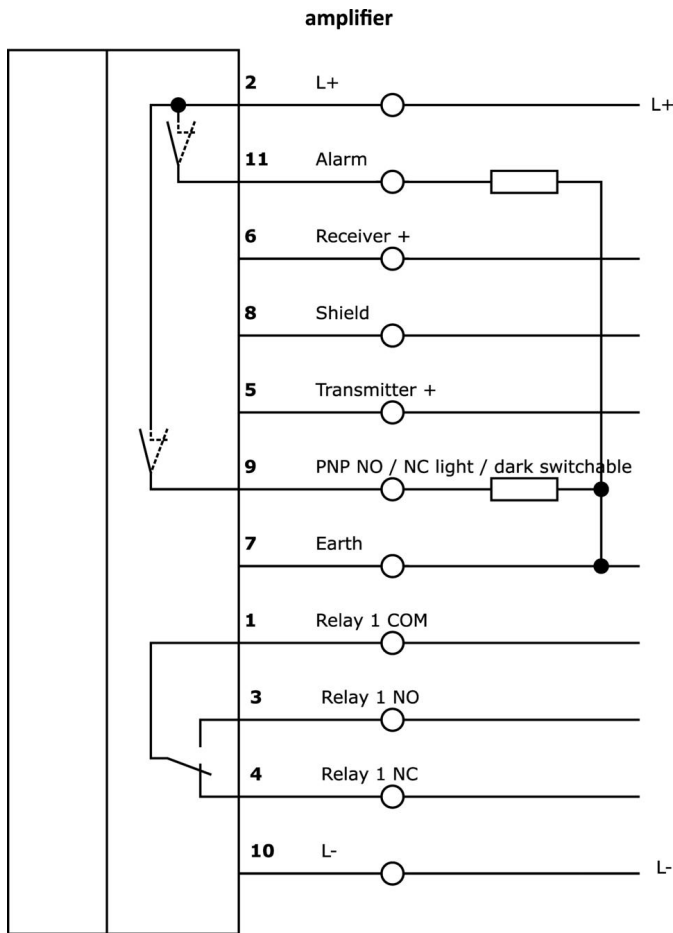 amplifier
2 L+
L+
11 Alarm
6 Receiver +
8 Shield
5 Transmitter +
9 PNP NO / NC light / dark switchable
7 Earth
1 Relay 1 COM
3 Relay 1 NO
4 Relay 1 NC
10 L-
L-